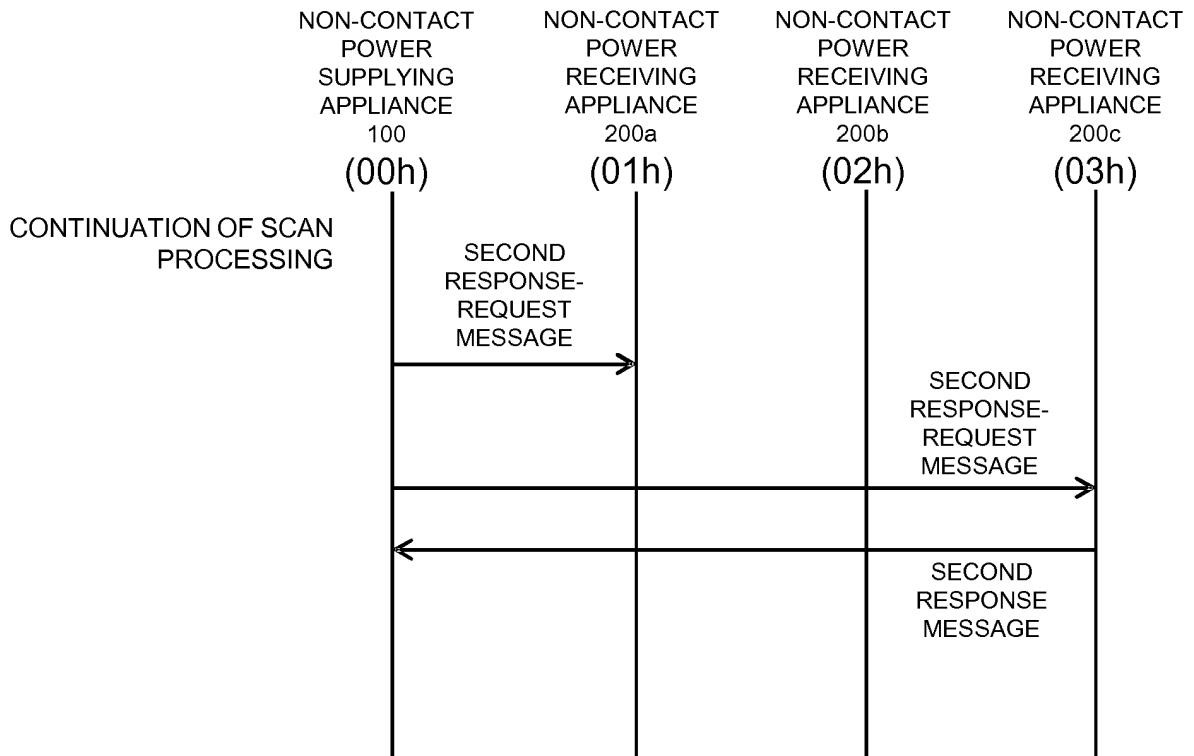 NON-CONTACT
POWER
SUPPLYING
APPLIANCE
100
(00h)
NON-CONTACT
POWER
RECEIVING
APPLIANCE
200a
(01h)
NON-CONTACT
POWER
RECEIVING
APPLIANCE
200b
(02h)
NON-CONTACT
POWER
RECEIVING
APPLIANCE
200c
(03h)
CONTINUATION OF SCAN
PROCESSING
SECOND
RESPONSE-
REQUEST
MESSAGE
SECOND
RESPONSE-
REQUEST
MESSAGE
SECOND
RESPONSE
MESSAGE